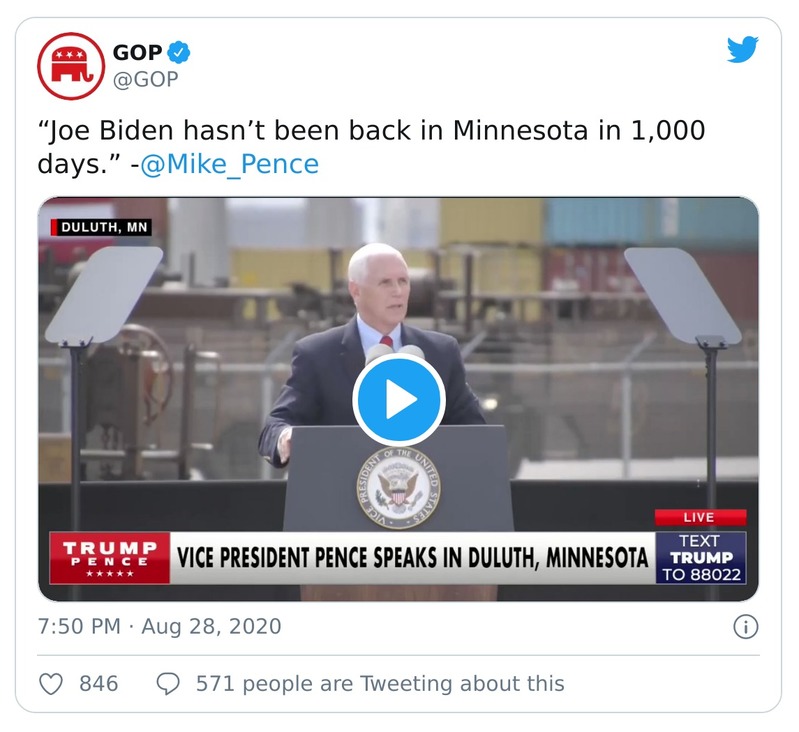 GOP
@GOP
“Joe Biden hasn’t been back in Minnesota in 1,000
days.” -@Mike_Pence
DULUTH, MN
VICE PRESIDENT OF THE UNITED STATES
LIVE
TRUMP
PENCE
VICE PRESIDENT PENCE SPEAKS IN DULUTH, MINNESOTA
TEXT
TRUMP
TO 88022
7:50 PM · Aug 28, 2020
846
571 people are Tweeting about this